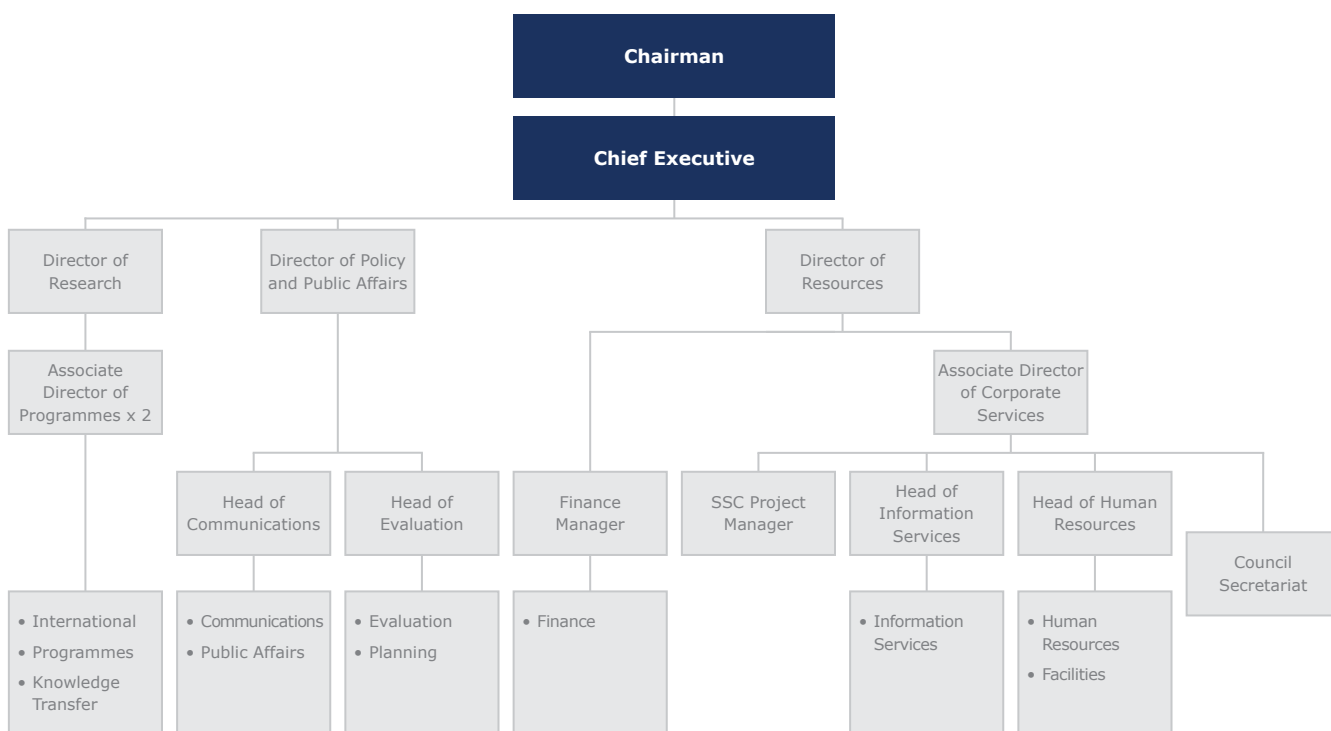 Chairman
Chief Executive
Director of
Research
Director of Policy
and Public Affairs
Director of
Resources
Associate
Director of
Programmes x 2
Associate Director
of Corporate
Services
Head of
Communications
Head of
Evaluation
Finance
Manager
SSC Project
Manager
Head of
Information
Services
Head of Human
Resources
Council
Secretariat
• International
• Programmes
• Knowledge
Transfer
• Communications
• Public Affairs
• Evaluation
• Planning
• Finance
• Information
Services
• Human
Resources
• Facilities